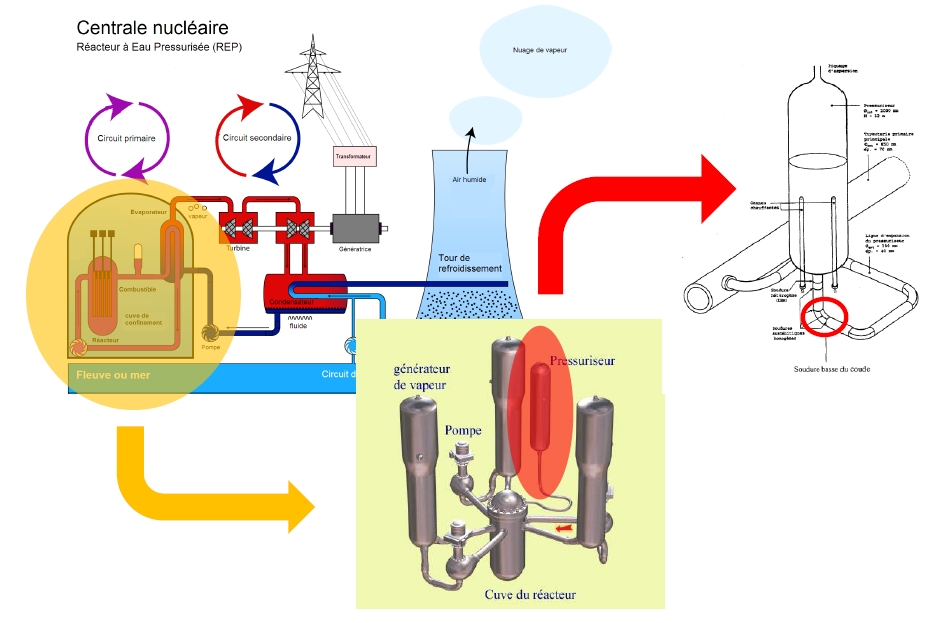 Centrale nucléaire
Réacteur à Eau Pressurisée (REP)
Nuage de vapeur
Circuit primaire
Circuit secondaire
Transformateur
Air humide
Evaporateur
vapeur
Turbine
Génératrice
Tour de
refroidissement
Combustible
cuve de
confinement
Réacteur
Pompe
Condensateur
fluide
Fleuve ou mer
Circuit d
générateur
de vapeur
Pompe
Pressuriseur
Cuve du réacteur
Piquage
d'aspersion
Pressuriseur
Tuyauterie primaire
principale
Cannes
chauffantes
Ligne d'expansion
du pressuriseur
Soudure
Soudures
homogènes
Soudure basse du coude